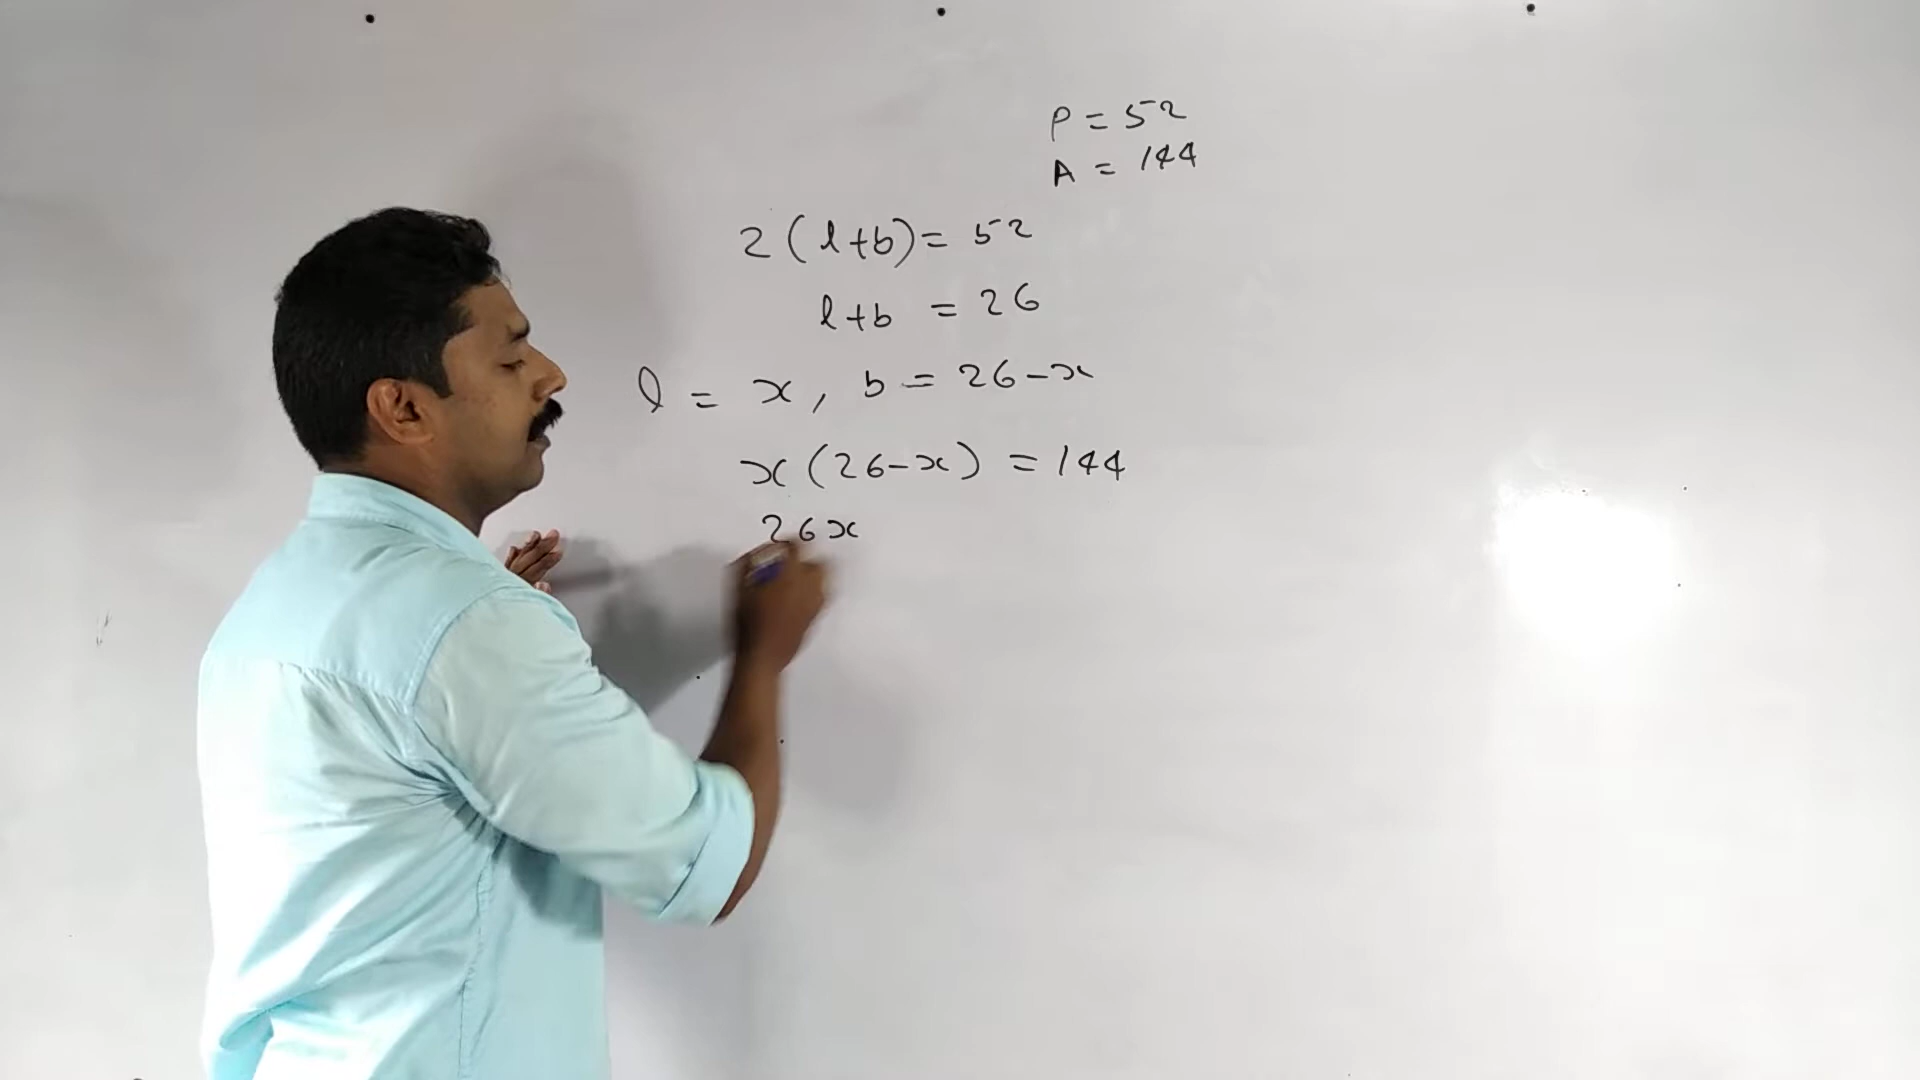 P = 52
A = 144
2 ( l+b) = 52
l+b = 26
l = x , b = 26-x
x (26-x) = 144
26x